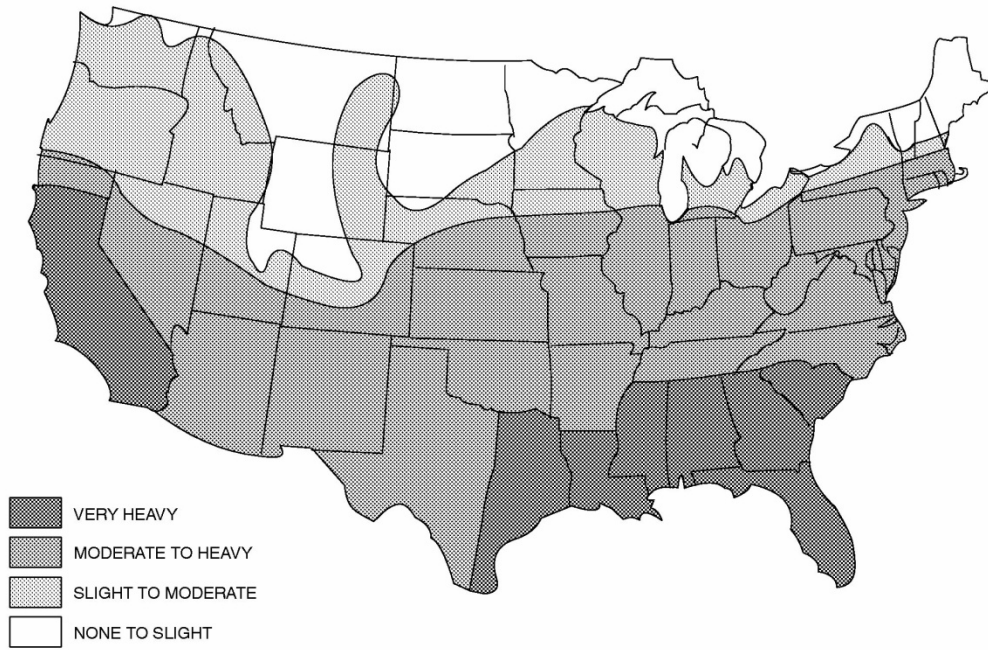 VERY HEAVY
MODERATE TO HEAVY
SLIGHT TO MODERATE
NONE TO SLIGHT